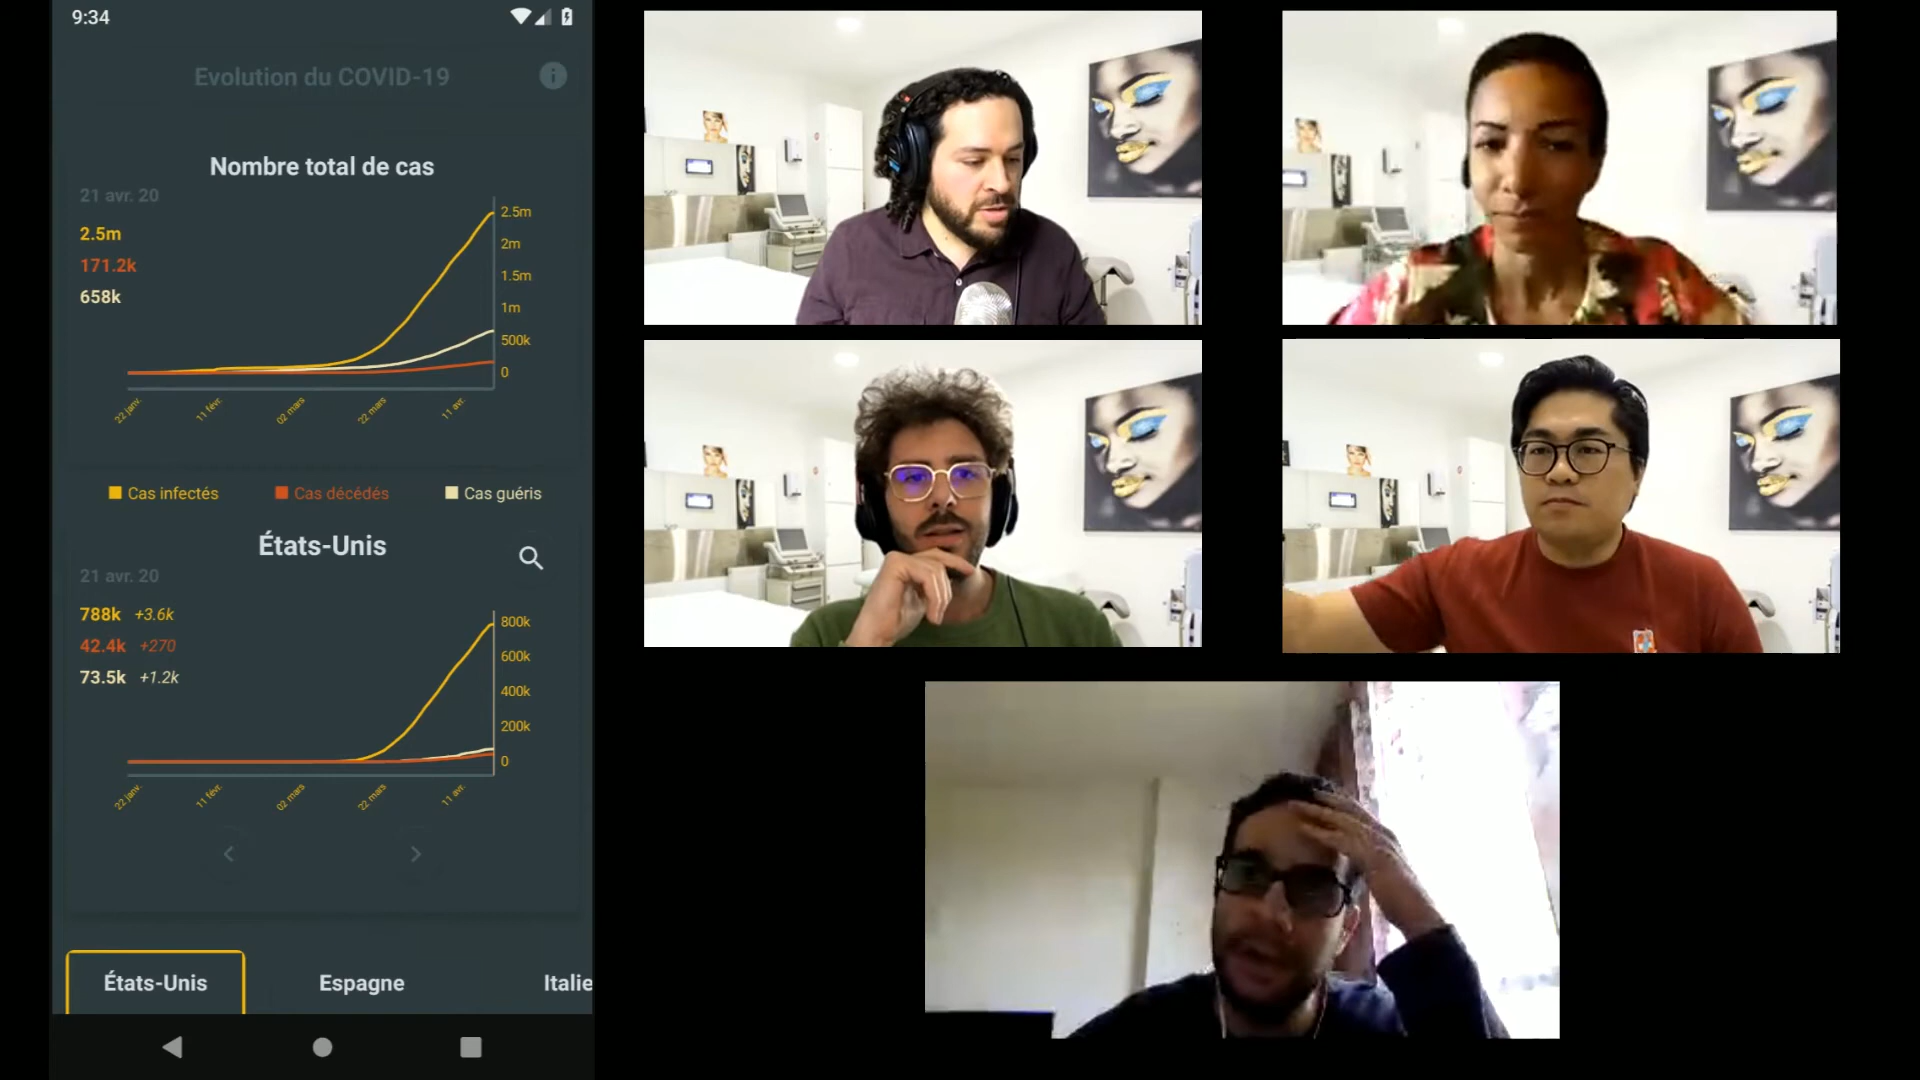 9:34
Evolution du COVID-19
Nombre total de cas
21 avr. 20
2.5m
171.2k
658k
2.5m
2m
1.5m
1m
500k
0
22 janv.
11 févr.
02 mars
22 mars
11 avr.
Cas infectés
Cas décédés
Cas guéris
États-Unis
21 avr. 20
788k +3.6k
42.4k +270
73.5k +1.2k
800k
600k
400k
200k
0
22 janv.
11 févr.
02 mars
22 mars
11 avr.
États-Unis
Espagne
Italie